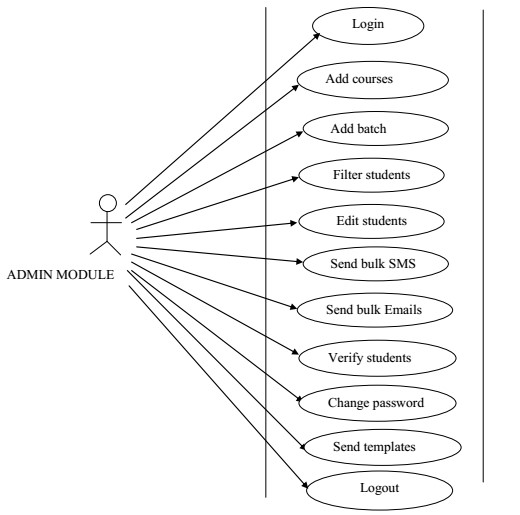 Login
Add courses
Add batch
Filter students
Edit students
Send bulk SMS
ADMIN MODULE
Send bulk Emails
Verify students
Change password
Send templates
Logout